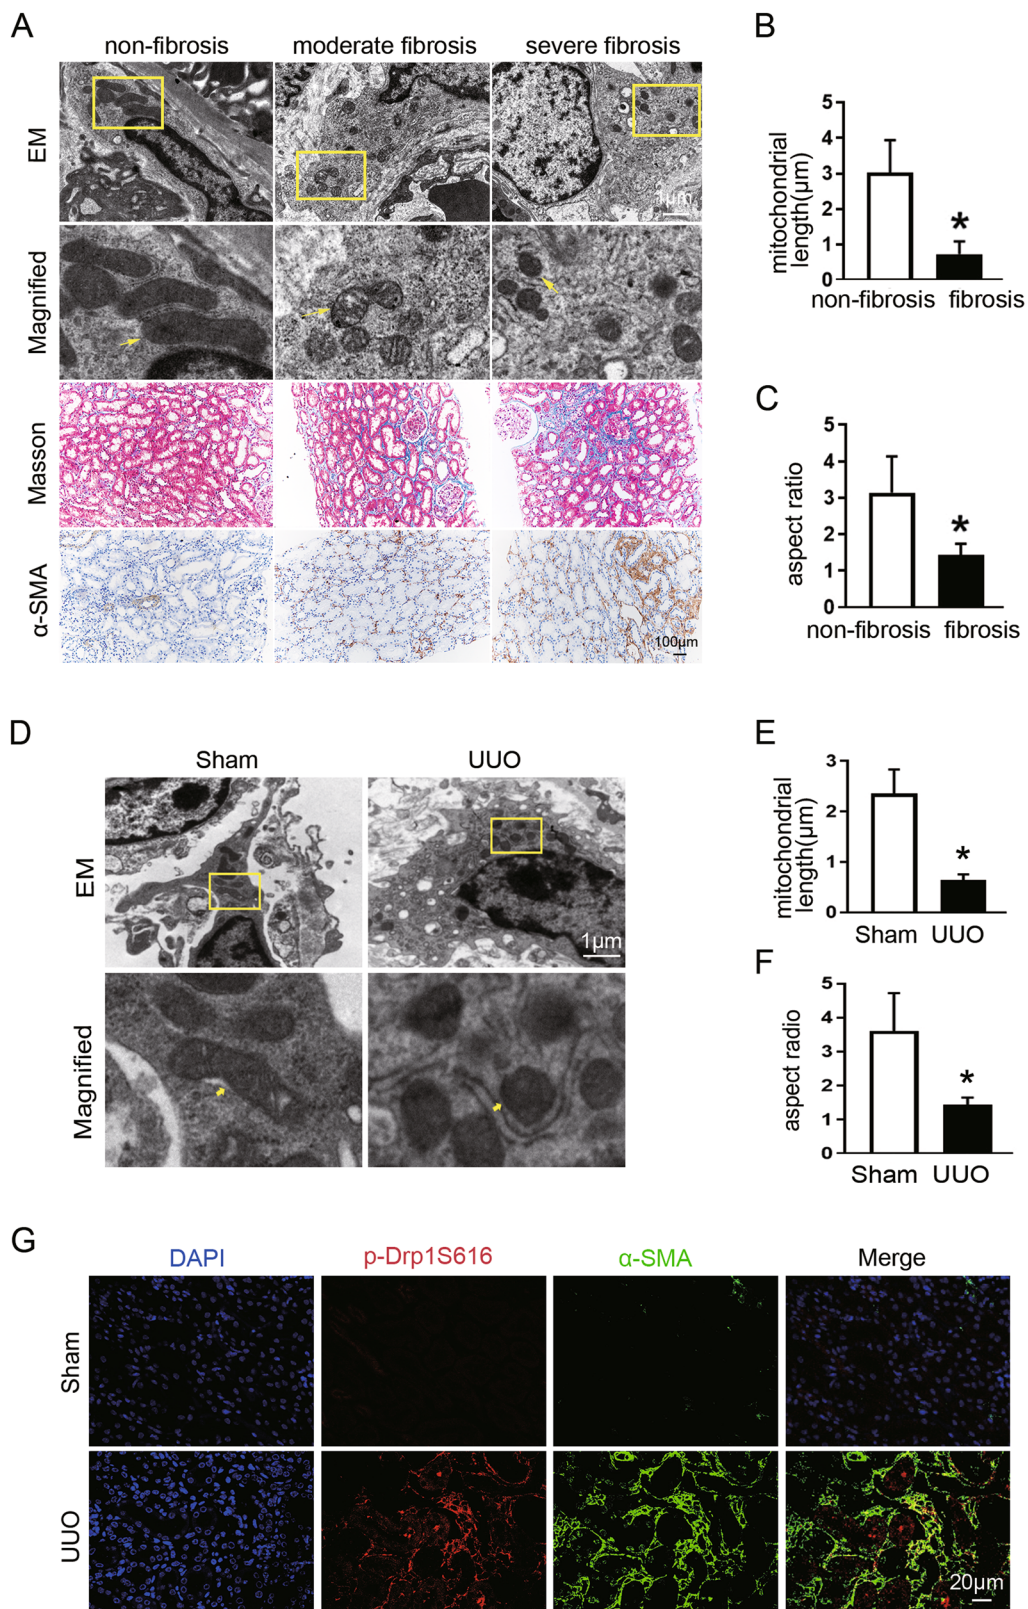 A
non-fibrosis
moderate fibrosis
severe fibrosis
EM
1µm
Magnified
Masson
α-SMA
100µm
B
mitochondrial
length(µm)
5
4
3
2
1
0
*
non-fibrosis
fibrosis
C
aspect ratio
5
4
3
2
1
0
*
non-fibrosis
fibrosis
D
Sham
UUO
EM
1µm
Magnified
E
mitochondrial
length(µm)
3
2
1
0
*
Sham
UUO
F
aspect radio
5
4
3
2
1
0
*
Sham
UUO
G
DAPI
p-Drp1S616
α-SMA
Merge
Sham
UUO
20µm